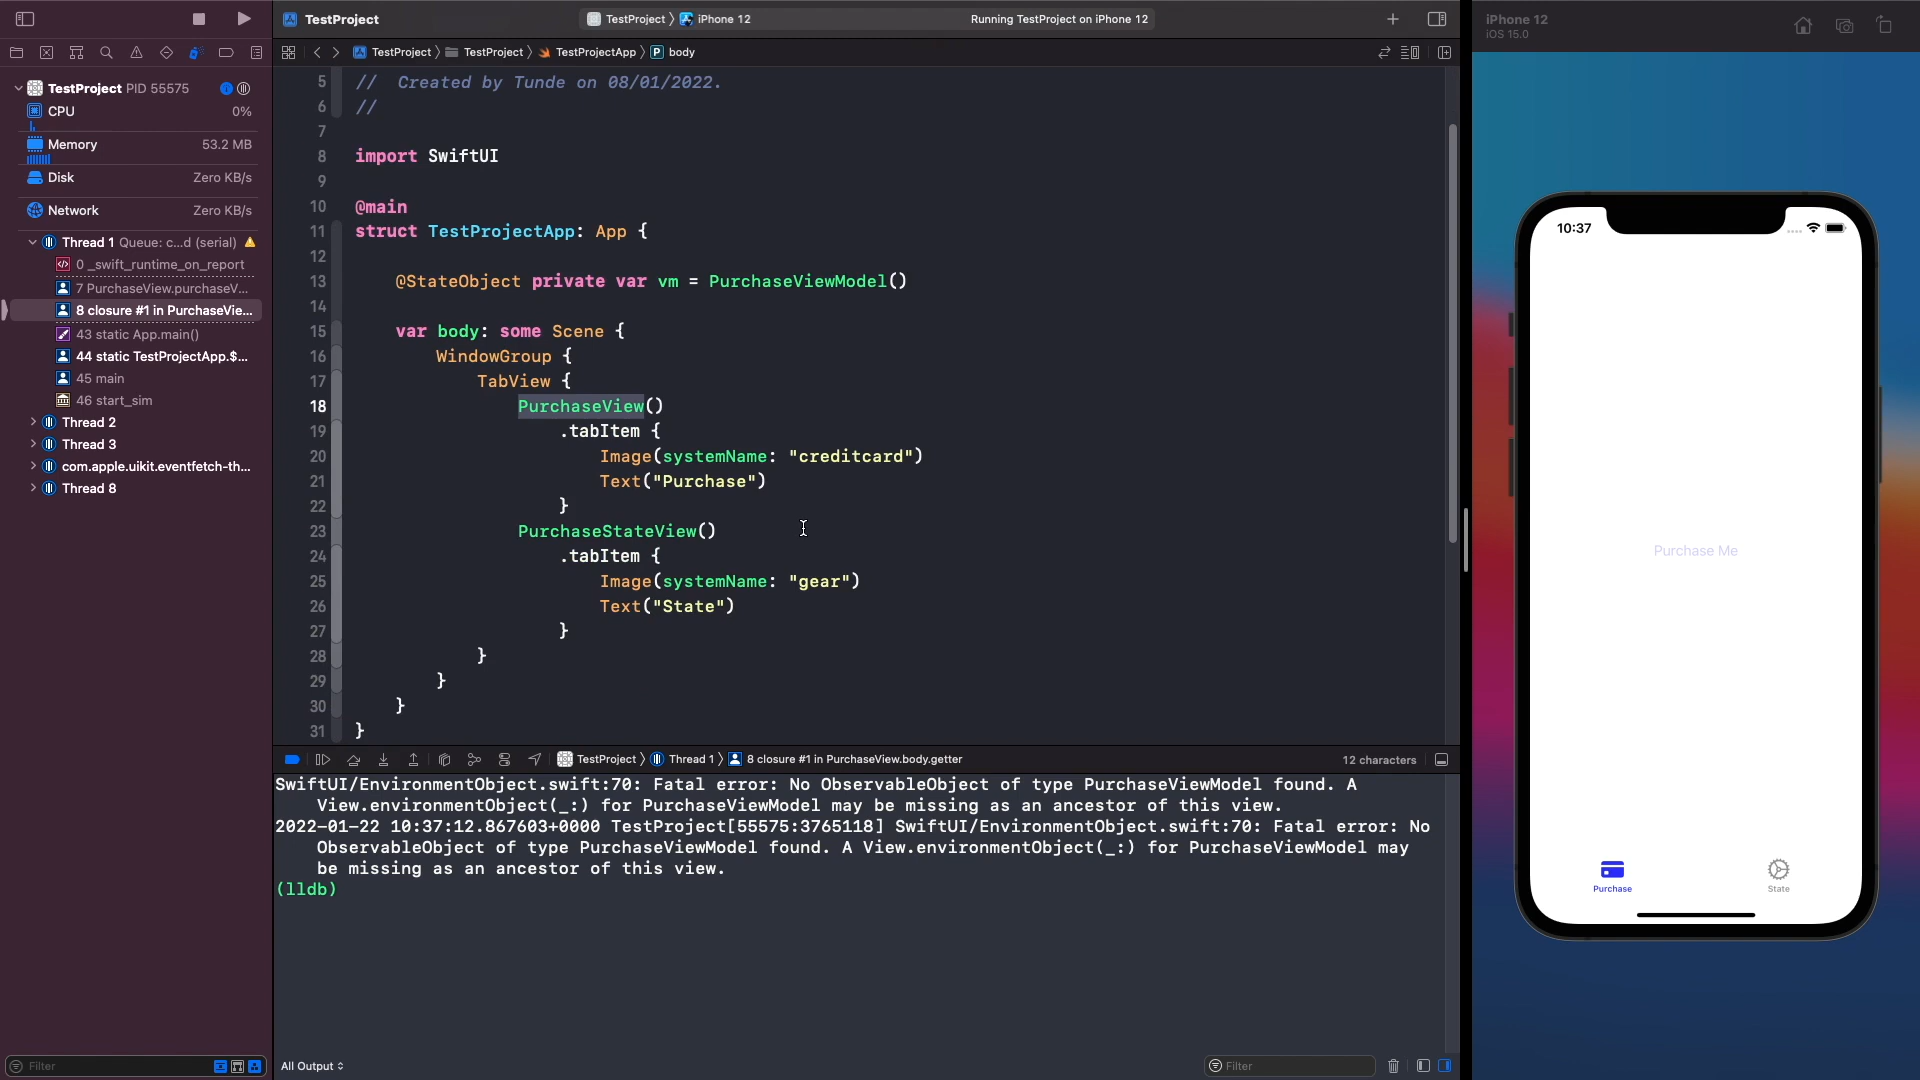 TestProject
TestProject
iPhone 12
Running TestProject on iPhone 12
TestProject
TestProject
TestProjectApp
P
body
TestProject PID 55575
CPU
0%
Memory
53.2 MB
Disk
Zero KB/s
Network
Zero KB/s
Thread 1 Queue: c...d (serial)
0 _swift_runtime_on_report
7 PurchaseView.purchaseV...
8 closure #1 in PurchaseVie...
43 static App.main()
44 static TestProjectApp.$...
45 main
46 start_sim
Thread 2
Thread 3
com.apple.uikit.eventfetch-th...
Thread 8
Filter
5 //  Created by Tunde on 08/01/2022.
6 //
7
8 import SwiftUI
9
10 @main
11 struct TestProjectApp: App {
12
13     @StateObject private var vm = PurchaseViewModel()
14
15     var body: some Scene {
16         WindowGroup {
17             TabView {
18                 PurchaseView()
19                     .tabItem {
20                         Image(systemName: "creditcard")
21                         Text("Purchase")
22                     }
23                 PurchaseStateView()
24                     .tabItem {
25                         Image(systemName: "gear")
26                         Text("State")
27                     }
28             }
29         }
30     }
31 }
TestProject
Thread 1
8 closure #1 in PurchaseView.body.getter
12 characters
SwiftUI/EnvironmentObject.swift:70: Fatal error: No ObservableObject of type PurchaseViewModel found. A
View.environmentObject(_:) for PurchaseViewModel may be missing as an ancestor of this view.
2022-01-22 10:37:12.867603+0000 TestProject[55575:3765118] SwiftUI/EnvironmentObject.swift:70: Fatal error: No
ObservableObject of type PurchaseViewModel found. A View.environmentObject(_:) for PurchaseViewModel may
be missing as an ancestor of this view.
(lldb)
All Output
Filter
iPhone 12
iOS 15.0
10:37
Purchase Me
Purchase
State